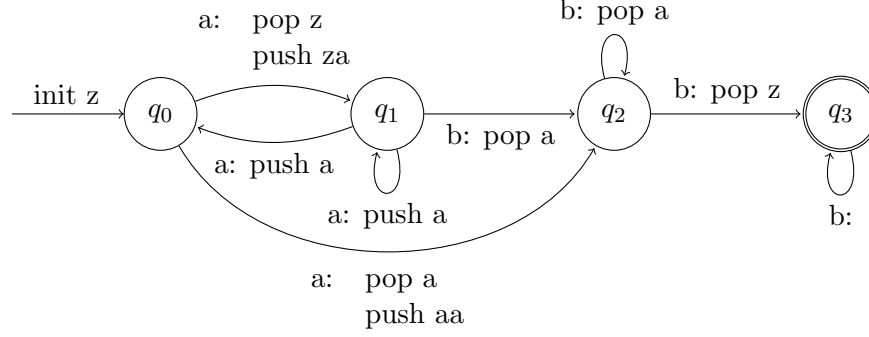 a: pop z
push za
b: pop a
init z
q0
q1
q2
b: pop z
q3
a: push a
b: pop a
a: push a
b:
a: pop a
push aa